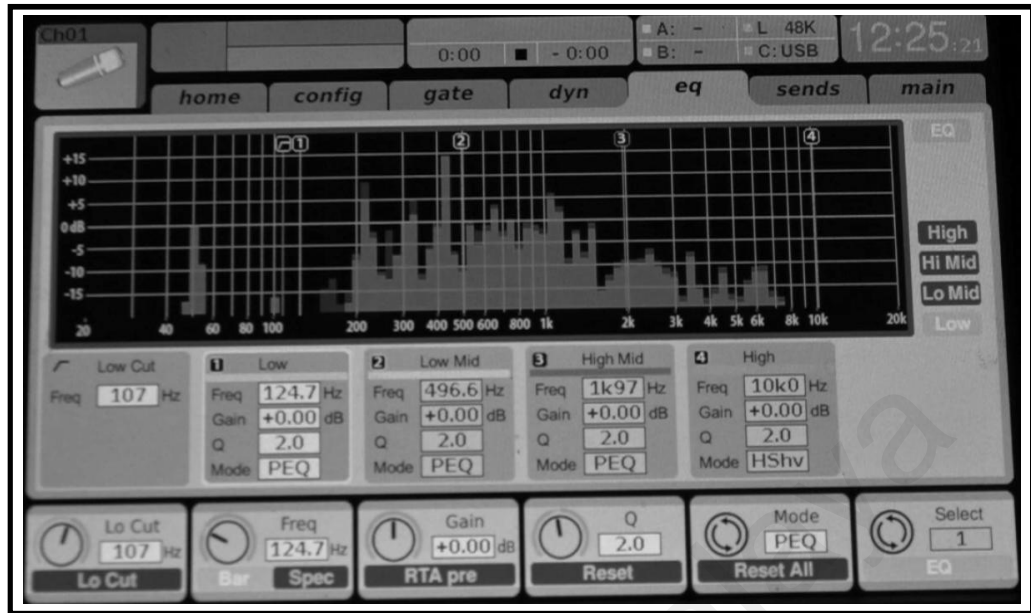 Ch01
0:00 - 0:00
A: - L 48K
B: - C: USB
12:25:21
home config gate dyn eq sends main
1 2 3 4
EQ
+15
+10
+5
0dB
-5
-10
-15
20 40 60 80 100 200 300 400 500 600 800 1k 2k 3k 4k 5k 6k 8k 10k 20k
High
Hi Mid
Lo Mid
Low
Low Cut
Freq 107 Hz
1 Low
Freq 124.7 Hz
Gain +0.00 dB
Q 2.0
Mode PEQ
2 Low Mid
Freq 496.6 Hz
Gain +0.00 dB
Q 2.0
Mode PEQ
3 High Mid
Freq 1k97 Hz
Gain +0.00 dB
Q 2.0
Mode PEQ
4 High
Freq 10k0 Hz
Gain +0.00 dB
Q 2.0
Mode HShv
Lo Cut
107 Hz
Lo Cut
Freq
124.7 Hz
Bar Spec
Gain
+0.00 dB
RTA pre
Q
2.0
Reset
Mode
PEQ
Reset All
Select
1
EQ